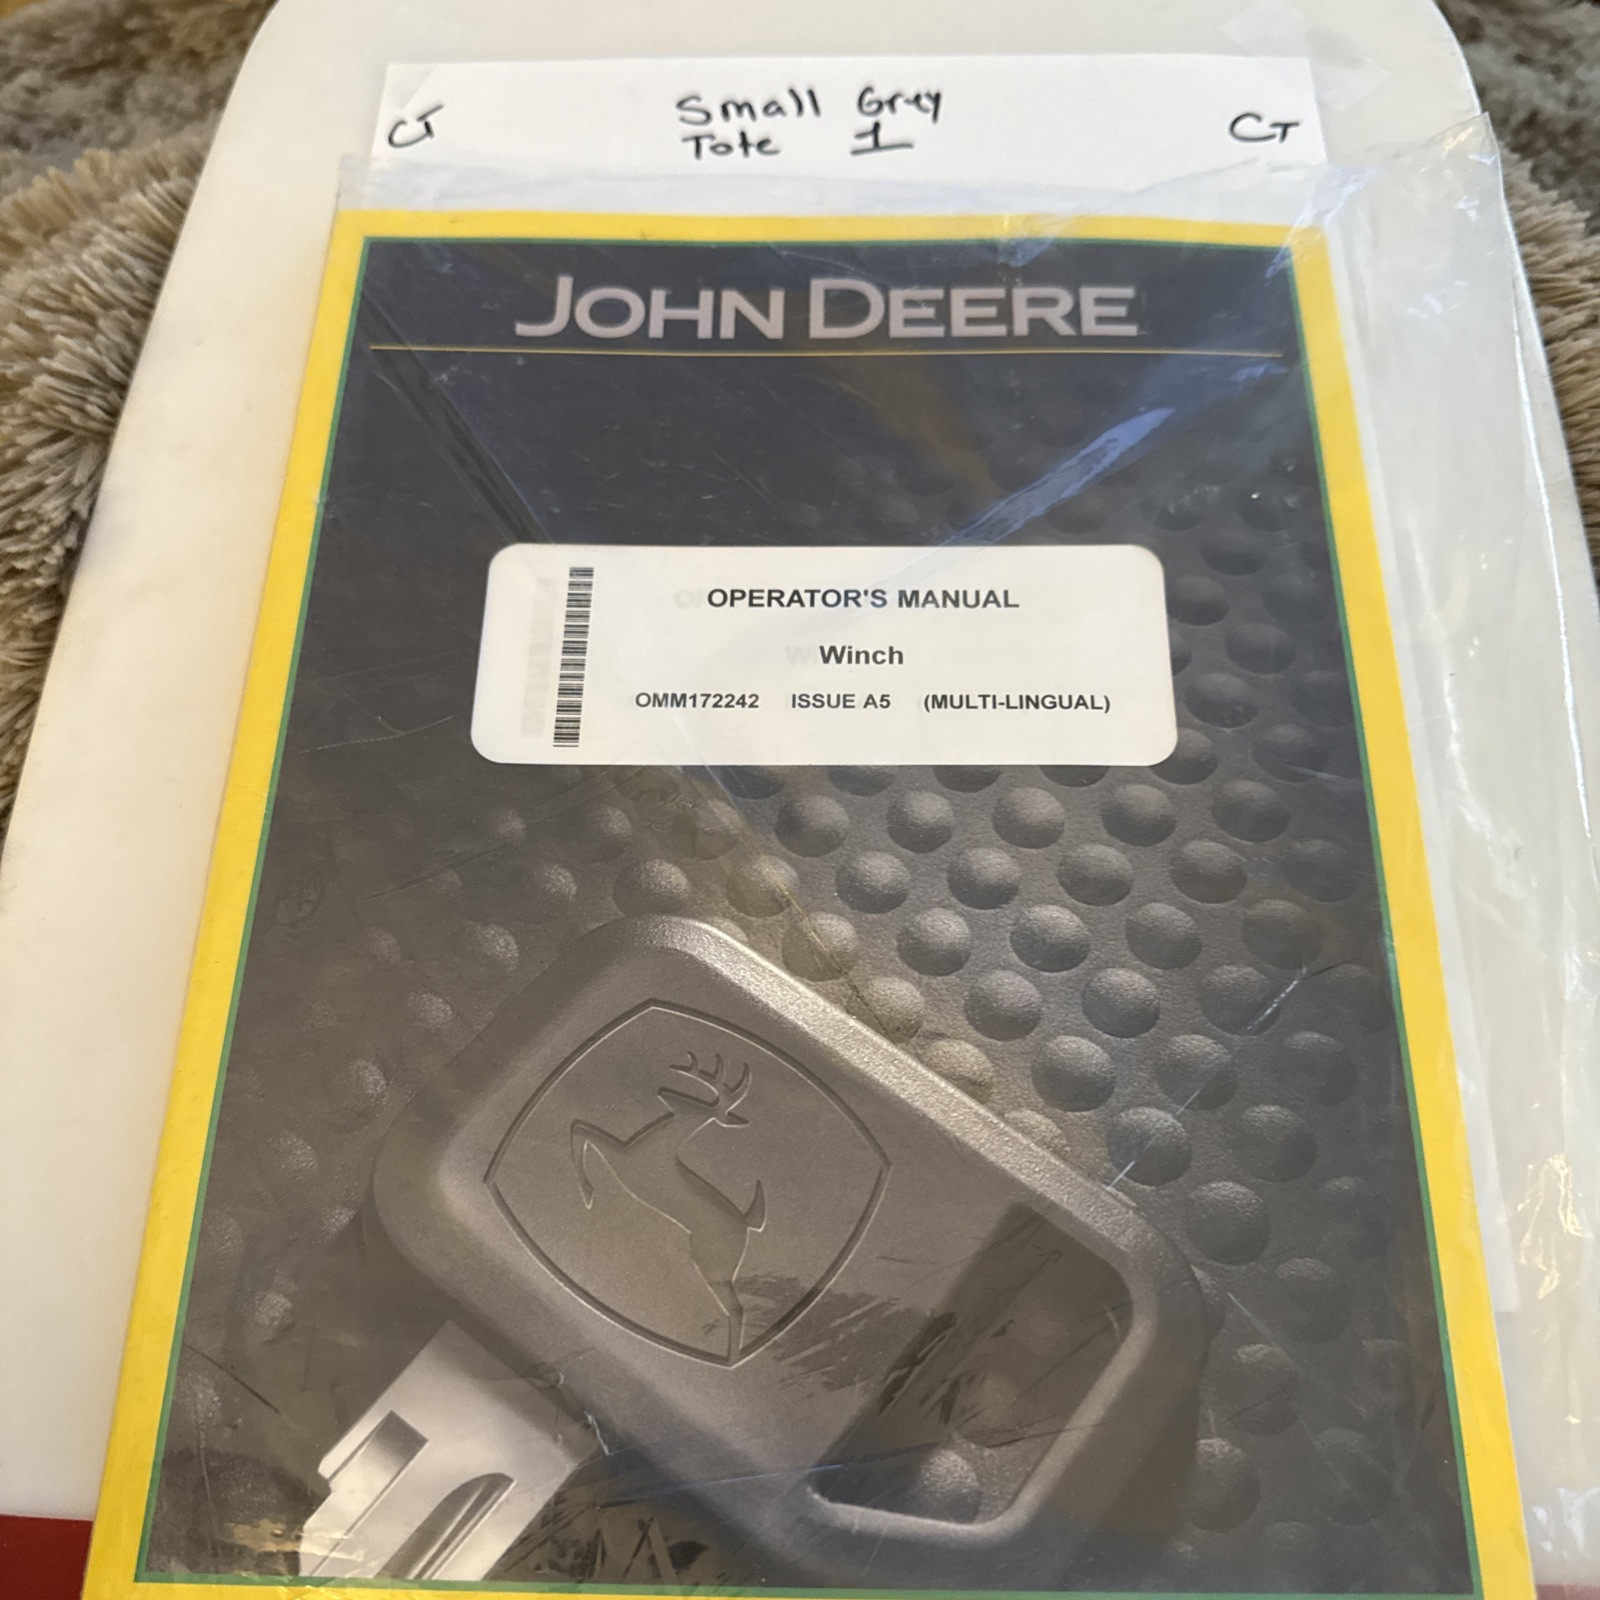 CT Small Grey CT
Tote 1
JOHN DEERE
OPERATOR'S MANUAL
Winch
OMM172242 ISSUE A5 (MULTI-LINGUAL)